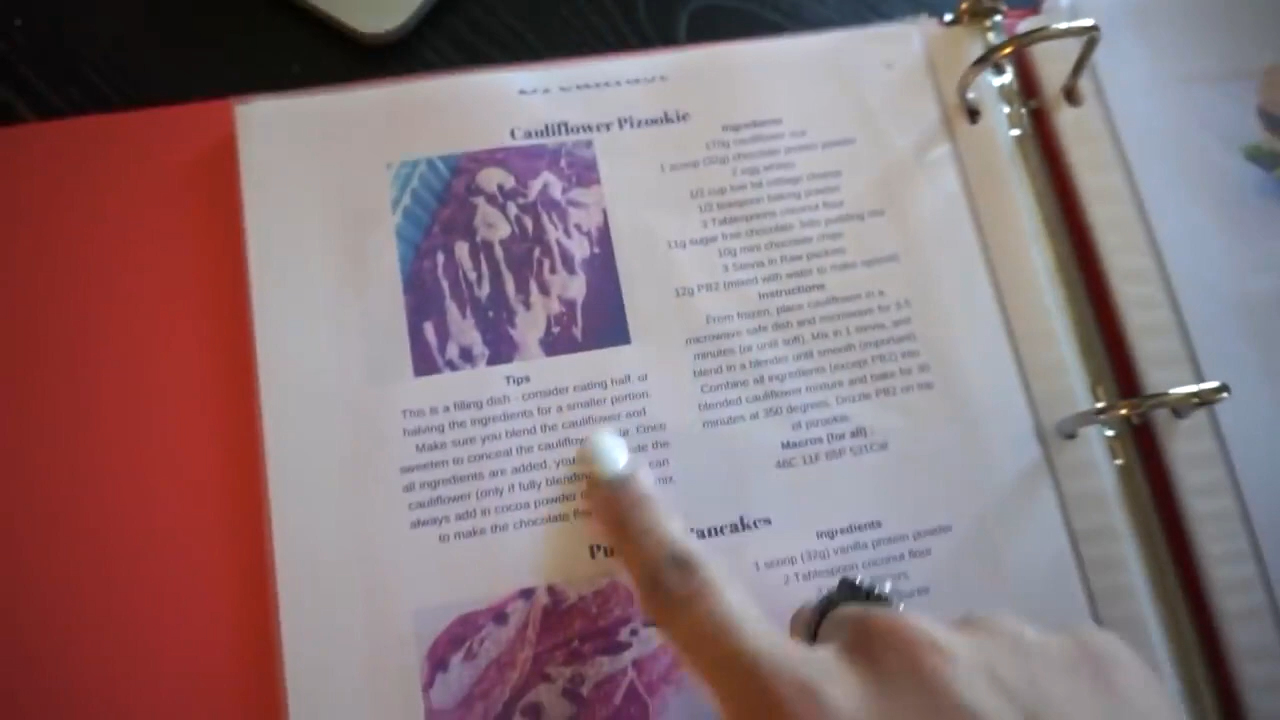 Cauliflower Pizookie
Ingredients
cauliflower rice
1 scoop (32g) chocolate protein powder
2 egg whites
1/2 cup low fat cottage cheese
1/2 teaspoon baking powder
2 Tablespoons coconut flour
11g sugar free chocolate Jello pudding mix
10g mini chocolate chips
3 Stevia in Raw packets
12g PB2 (mixed with water to make spread)
Instructions
From frozen, place cauliflower in a
microwave safe dish and microwave for 3.5
minutes (or until soft). Mix in 1 stevia, and
blend in a blender until smooth (important).
Combine all ingredients (except PB2) into
blended cauliflower mixture and bake for 30
minutes at 350 degrees. Drizzle PB2 on top
of pizookie.
Macros (for all) :
46C 11F 65P 531Cal
Tips
This is a filling dish - consider eating half, or
halving the ingredients for a smaller portion.
Make sure you blend the cauliflower and
sweeten to conceal the Once
all ingredients are added, the
cauliflower (only if fully can
always add in cocoa powder mix
to make the chocolate
Pancakes
Ingredients
1 scoop (32g) vanilla protein powder
2 Tablespoon coconut flour